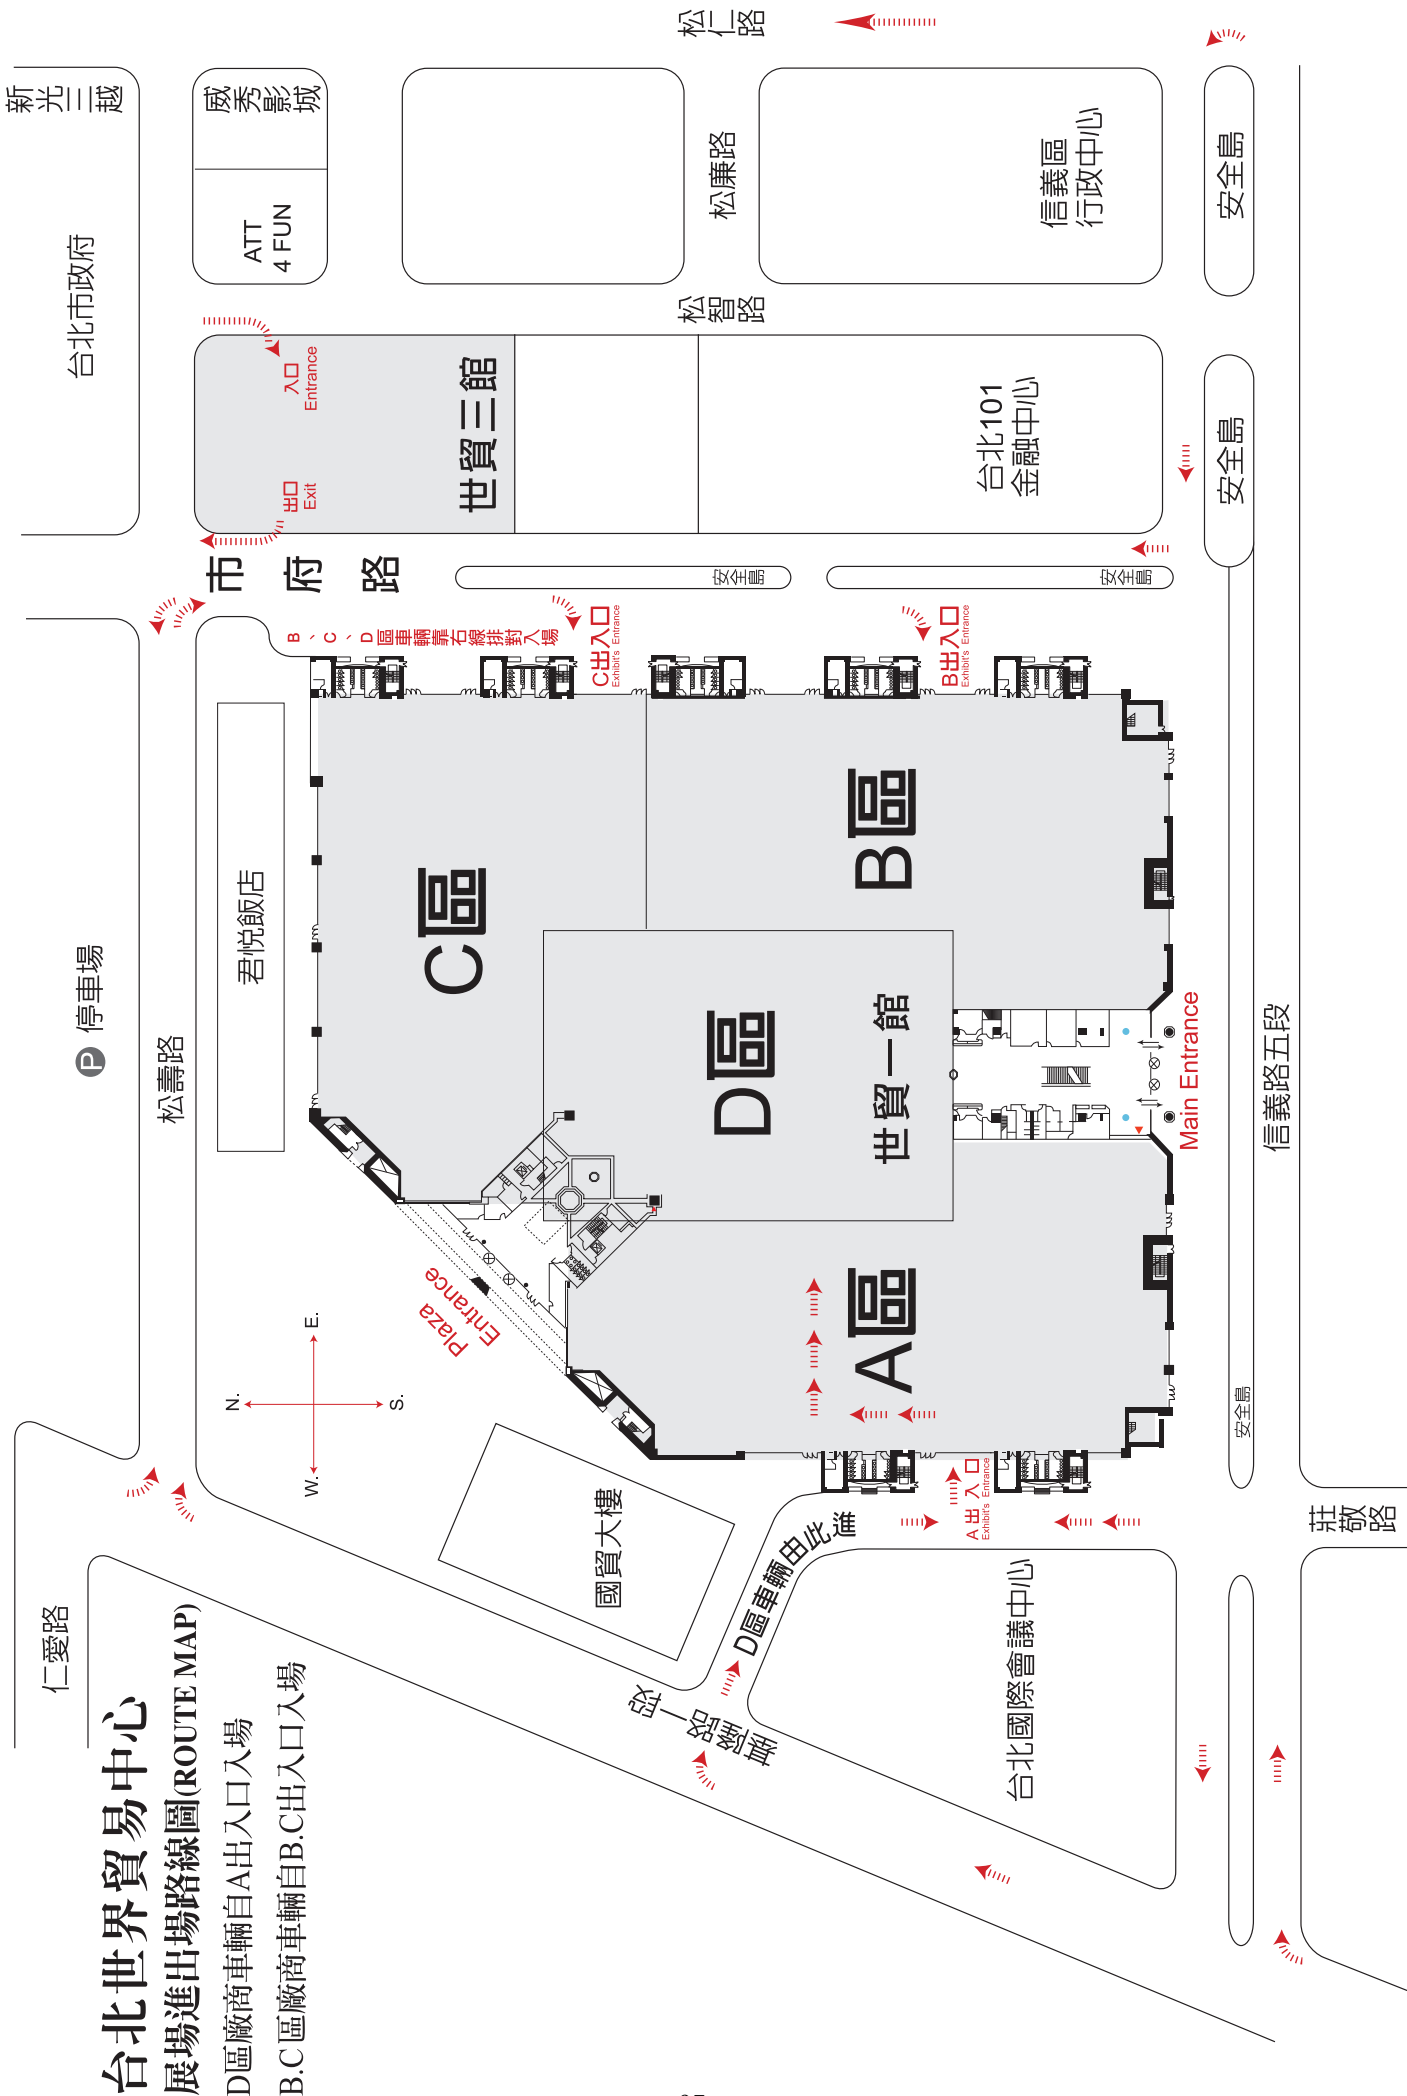 台北世界貿易中心
展場進出場路線圖(ROUTE MAP)
D區廠商車輛自A出入口入場
B.C區廠商車輛自B.C出入口入場
仁愛路
P 停車場
台北市政府
新光三越
松壽路
君悅飯店
市府路
威秀影城
ATT
4 FUN
入口
Entrance
出口
Exit
世貿三館
松仁路
松廉路
松智路
信義區
行政中心
台北101
金融中心
安全島
安全島
安全島
安全島
B、C、D區車輛靠右線排對入場
C出入口
Exhibit's Entrance
B出入口
Exhibit's Entrance
N.
E.
S.
W.
Plaza
Entrance
C區
B區
D區
世貿一館
A區
國貿大樓
基隆路一段
D區車輛由此進
A出入口
Exhibit's Entrance
台北國際會議中心
Main Entrance
安全島
信義路五段
莊敬路